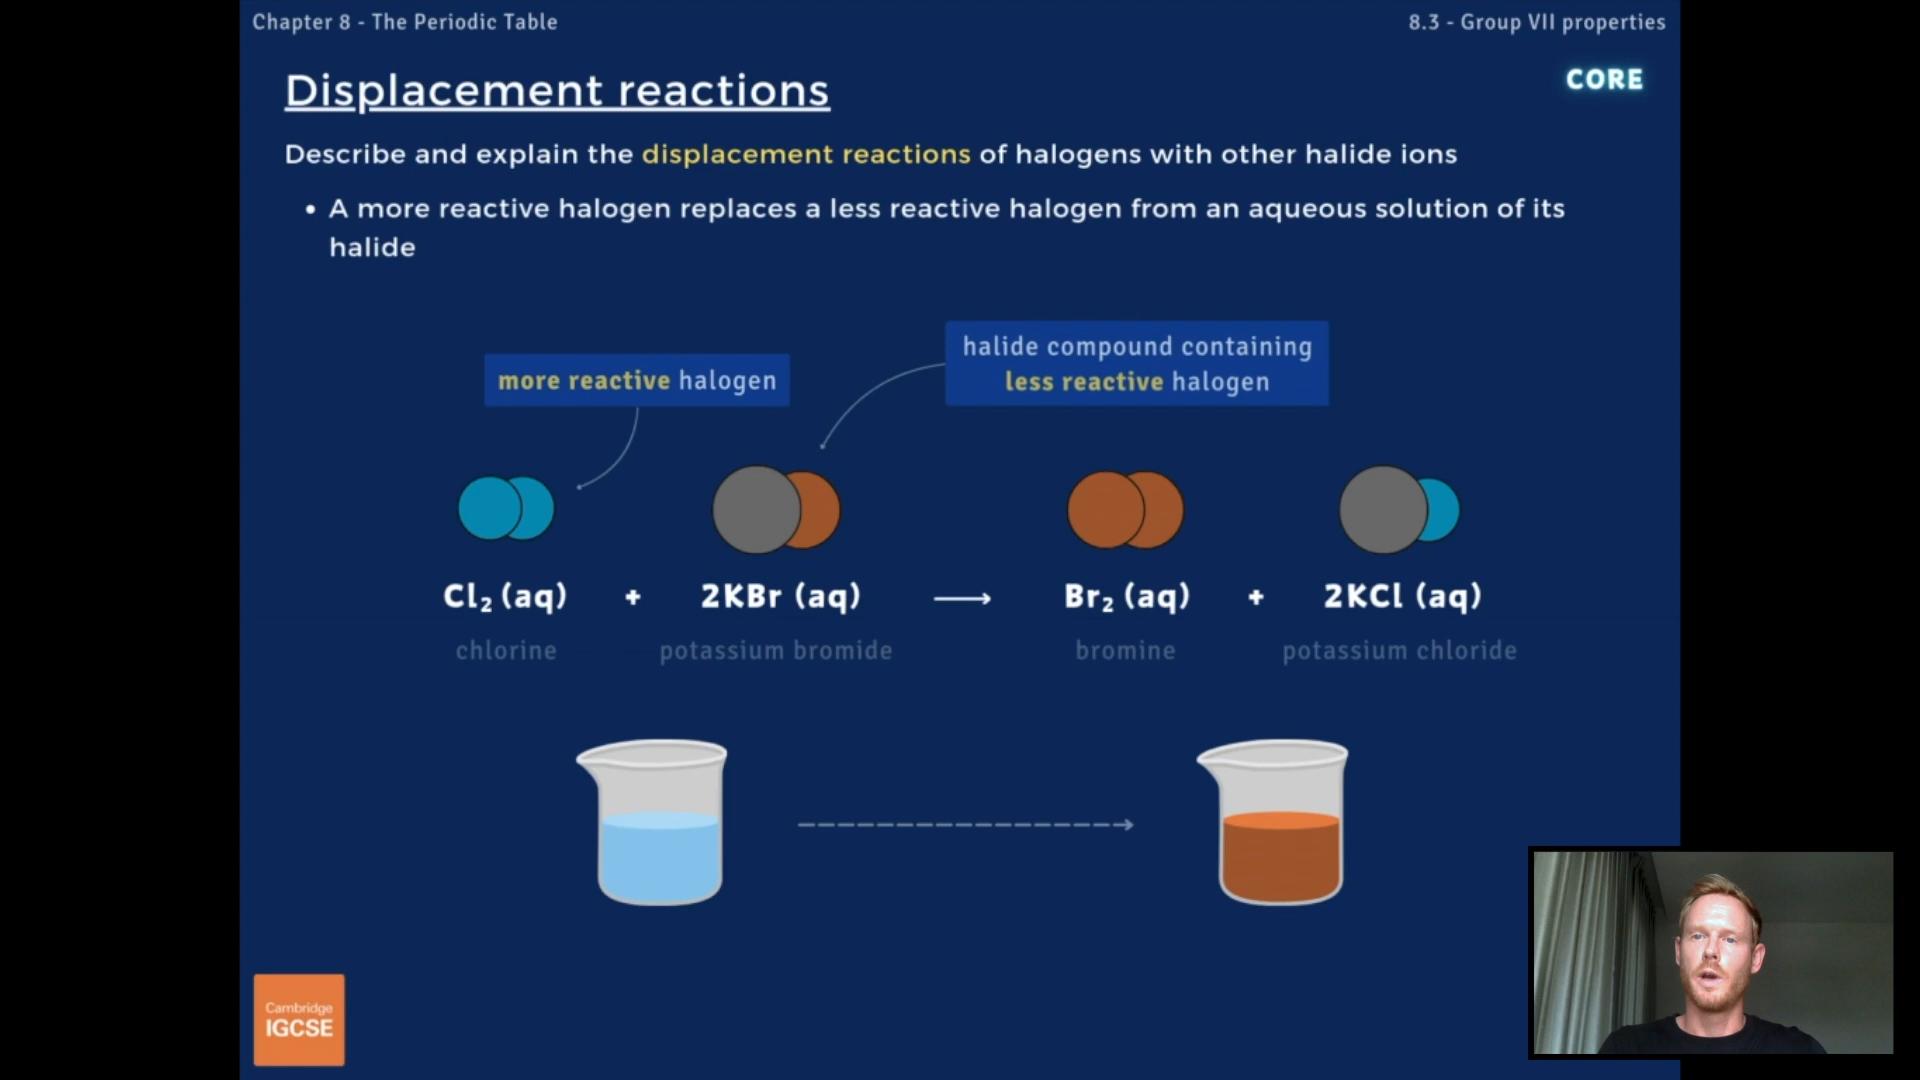 Chapter 8 - The Periodic Table
8.3 - Group VII properties
Displacement reactions
CORE
Describe and explain the displacement reactions of halogens with other halide ions
• A more reactive halogen replaces a less reactive halogen from an aqueous solution of its
halide
more reactive halogen
halide compound containing
less reactive halogen
Cl₂ (aq) + 2KBr (aq) ⟶ Br₂ (aq) + 2KCl (aq)
chlorine potassium bromide bromine potassium chloride
Cambridge
IGCSE